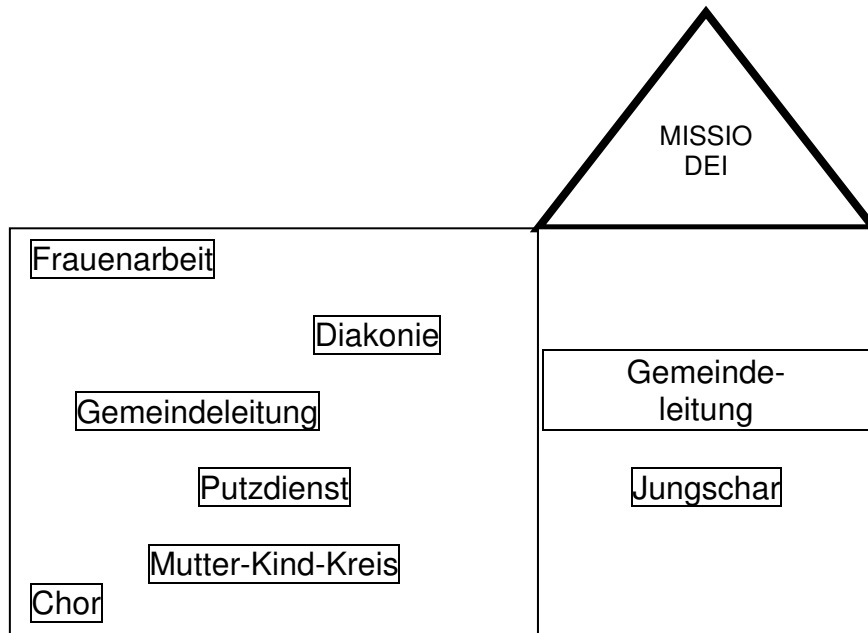 MISSIO
DEI
Frauenarbeit
Diakonie
Gemeindeleitung
Putzdienst
Mutter-Kind-Kreis
Chor
Gemeinde-
leitung
Jungschar